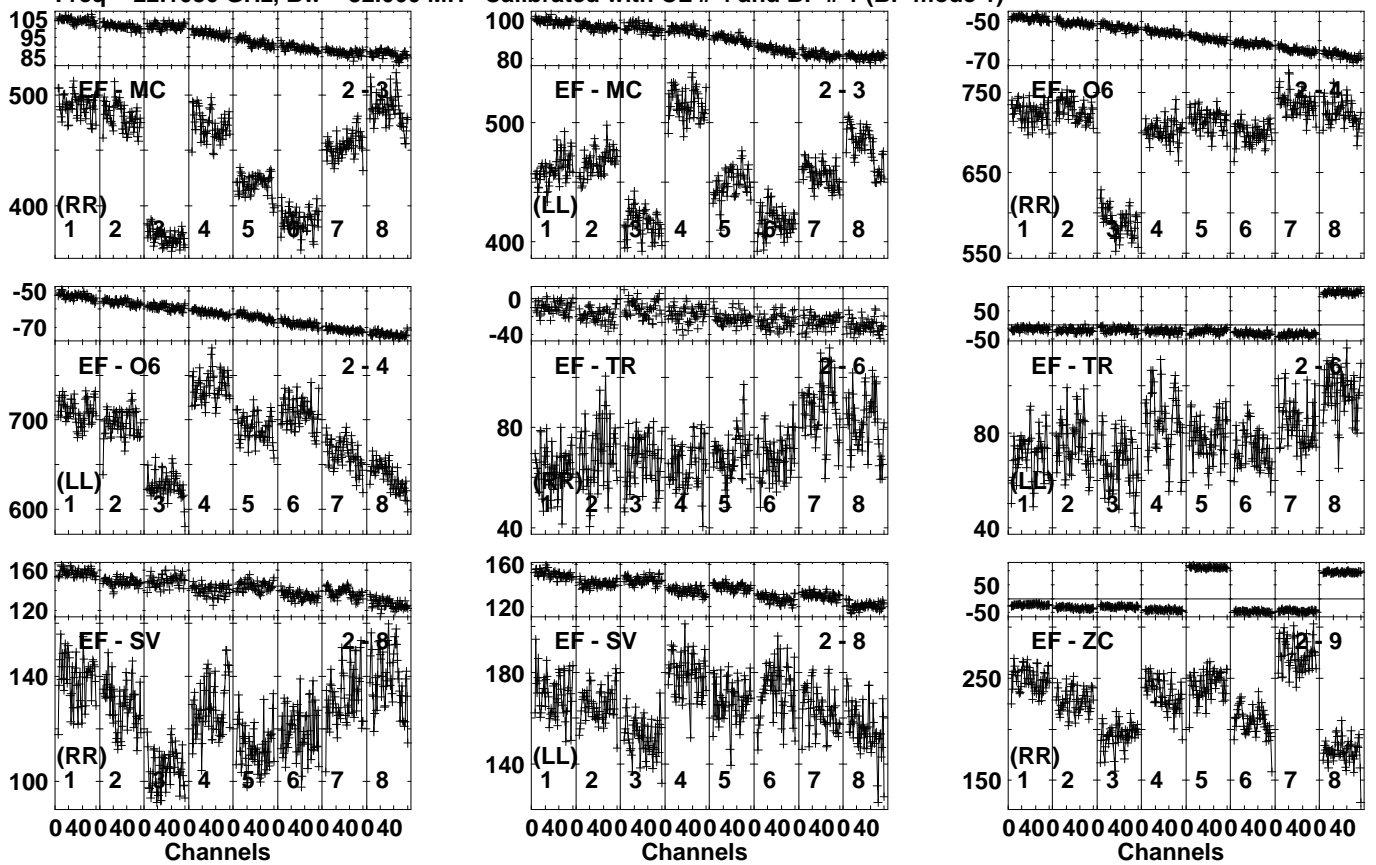 105
95
85
EF - MC 2 - 3
500
400
(RR)
1 2 3 4 5 6 7 8
100
80
EF - MC 2 - 3
500
400
(LL)
1 2 3 4 5 6 7 8
-50
-70
EF - O6 2 - 4
750
650
550
(RR)
1 2 3 4 5 6 7 8
-50
-70
EF - O6 2 - 4
700
600
(LL)
1 2 3 4 5 6 7 8
0
-40
EF - TR 2 - 6
80
40
(RR)
1 2 3 4 5 6 7 8
50
-50
EF - TR 2 - 6
80
40
(LL)
1 2 3 4 5 6 7 8
160
120
EF - SV 2 - 8
140
100
(RR)
1 2 3 4 5 6 7 8
160
120
EF - SV 2 - 8
180
140
(LL)
1 2 3 4 5 6 7 8
50
-50
EF - ZC 2 - 9
250
150
(RR)
1 2 3 4 5 6 7 8
0 40 0 40 0 40 0 40 0 40 0 40 0 40 0 40
Channels
0 40 0 40 0 40 0 40 0 40 0 40 0 40 0 40
Channels
0 40 0 40 0 40 0 40 0 40 0 40 0 40 0 40
Channels